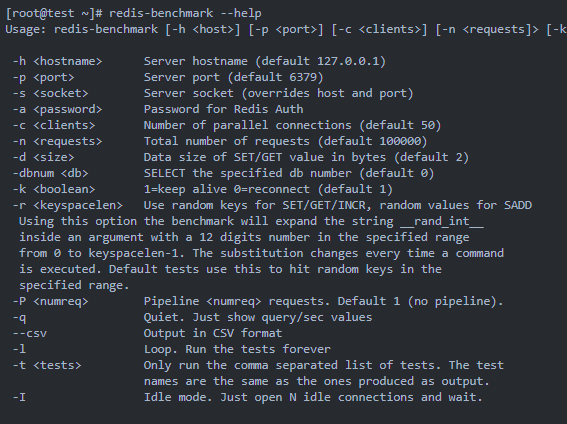 [root@test ~]# redis-benchmark --help
Usage: redis-benchmark [-h <host>] [-p <port>] [-c <clients>] [-n <requests>] [-k
-h <hostname> Server hostname (default 127.0.0.1)
-p <port> Server port (default 6379)
-s <socket> Server socket (overrides host and port)
-a <password> Password for Redis Auth
-c <clients> Number of parallel connections (default 50)
-n <requests> Total number of requests (default 100000)
-d <size> Data size of SET/GET value in bytes (default 2)
-dbnum <db> SELECT the specified db number (default 0)
-k <boolean> 1=keep alive 0=reconnect (default 1)
-r <keyspacelen> Use random keys for SET/GET/INCR, random values for SADD
Using this option the benchmark will expand the string __rand_int__
inside an argument with a 12 digits number in the specified range
from 0 to keyspacelen-1. The substitution changes every time a command
is executed. Default tests use this to hit random keys in the
specified range.
-P <numreq> Pipeline <numreq> requests. Default 1 (no pipeline).
-q Quiet. Just show query/sec values
--csv Output in CSV format
-l Loop. Run the tests forever
-t <tests> Only run the comma separated list of tests. The test
names are the same as the ones produced as output.
-I Idle mode. Just open N idle connections and wait.